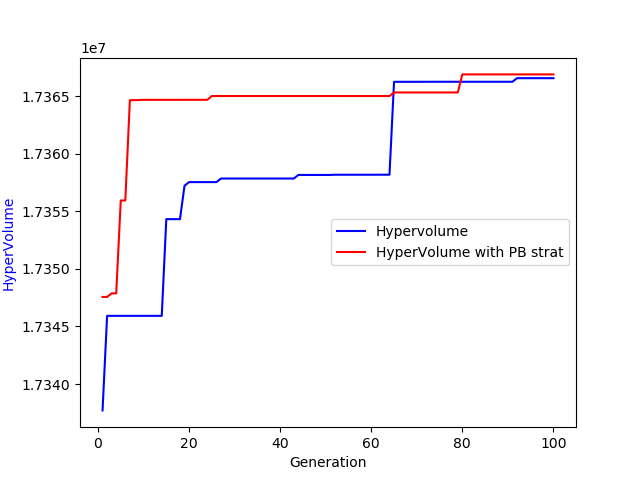 1e7
1.7365
1.7360
1.7355
1.7350
1.7345
1.7340
HyperVolume
Hypervolume
HyperVolume with PB strat
0 20 40 60 80 100
Generation